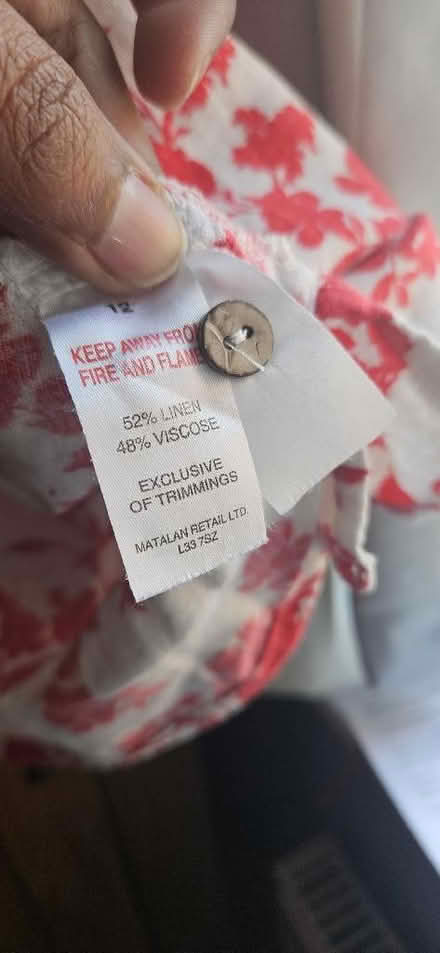 12
KEEP AWAY FROM
FIRE AND FLAME
52% LINEN
48% VISCOSE
EXCLUSIVE
OF TRIMMINGS
MATALAN RETAIL LTD.
L33 7SZ